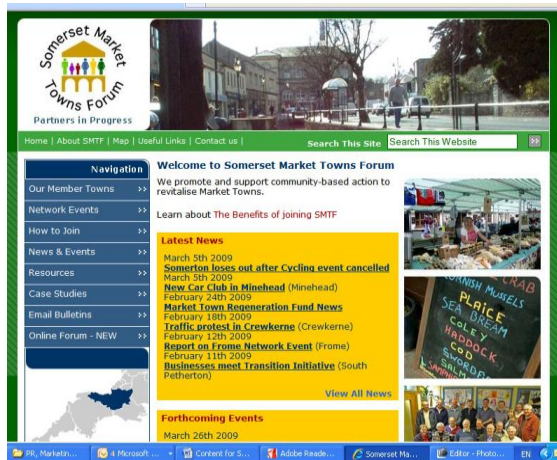 Somerset Market
Towns Forum
Partners in Progress
Home | About SMTF | Map | Useful Links | Contact us |
Search This Site
Search This Website
Navigation
Our Member Towns
Network Events
How to Join
News & Events
Resources
Case Studies
Email Bulletins
Online Forum - NEW
Welcome to Somerset Market Towns Forum
We promote and support community-based action to
revitalise Market Towns.
Learn about The Benefits of joining SMTF
Latest News
March 5th 2009
Somerton loses out after Cycling event cancelled
March 5th 2009
New Car Club in Minehead (Minehead)
February 24th 2009
Market Town Regeneration Fund News
February 18th 2009
Traffic protest in Crewkerne (Crewkerne)
February 12th 2009
Report on Frome Network Event (Frome)
February 11th 2009
Businesses meet Transition Initiative (South
Petherton)
View All News
Forthcoming Events
March 26th 2009
CRAB
CORNISH MUSSELS
PLAICE
SEA BREAM
COLEY
HADDOCK
COD
PR, Marketin...
4 Microsoft ...
Content for S...
Adobe Reade...
Somerset Ma...
Editor - Photo...
EN